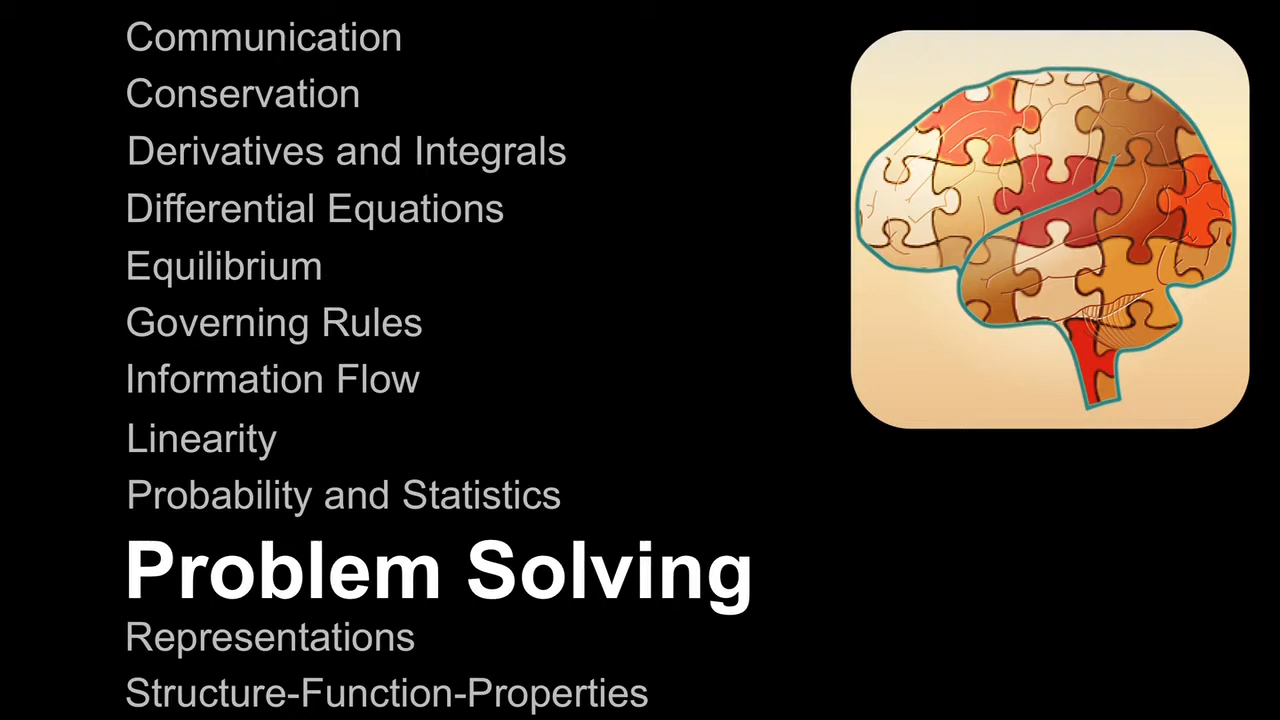 Communication
Conservation
Derivatives and Integrals
Differential Equations
Equilibrium
Governing Rules
Information Flow
Linearity
Probability and Statistics
Problem Solving
Representations
Structure-Function-Properties